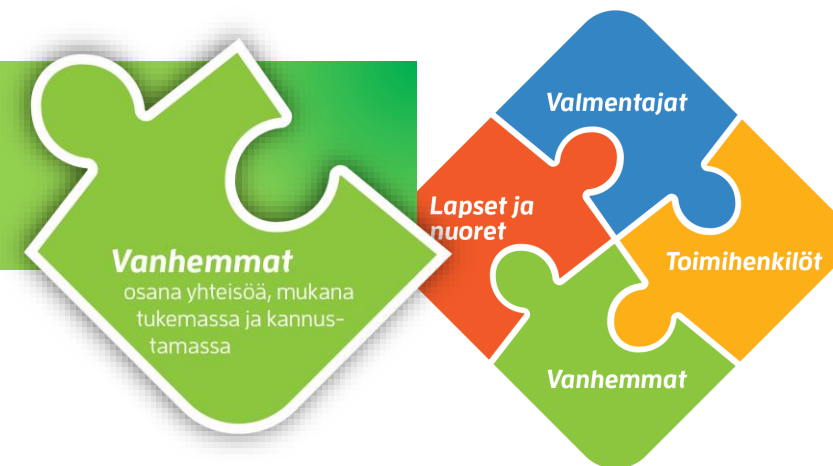 Vanhemmat
osana yhteisöä, mukana
tukemassa ja kannus-
tamassa
Valmentajat
Lapset ja
nuoret
Toimihenkilöt
Vanhemmat